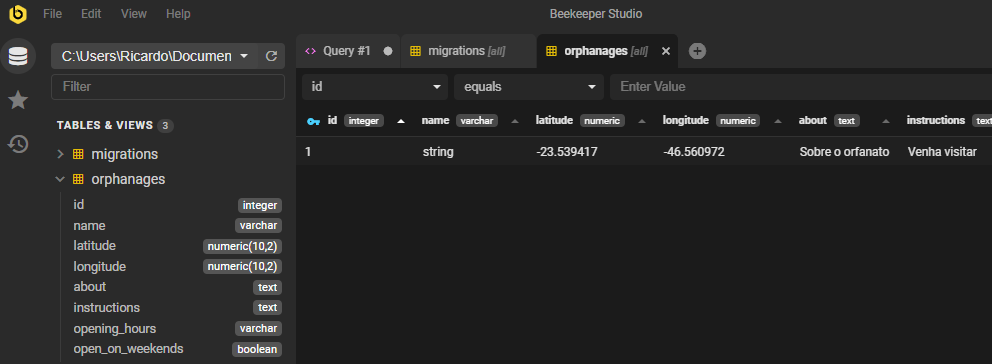 File Edit View Help Beekeeper Studio
C:\Users\Ricardo\Documen
Query #1 migrations [all] orphanages [all]
Filter
id equals Enter Value
TABLES & VIEWS 3
id integer name varchar latitude numeric longitude numeric about text instructions text
1 string -23.539417 -46.560972 Sobre o orfanato Venha visitar
migrations
orphanages
id integer
name varchar
latitude numeric(10,2)
longitude numeric(10,2)
about text
instructions text
opening_hours varchar
open_on_weekends boolean